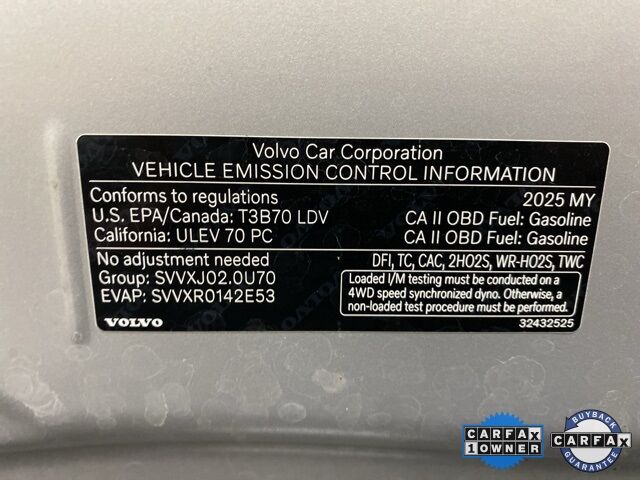 Volvo Car Corporation
VEHICLE EMISSION CONTROL INFORMATION
Conforms to regulations 2025 MY
U.S. EPA/Canada: T3B70 LDV CA II OBD Fuel: Gasoline
California: ULEV 70 PC CA II OBD Fuel: Gasoline
No adjustment needed DFI, TC, CAC, 2HO2S, WR-HO2S, TWC
Group: SVVXJ02.0U70
EVAP: SVVXR0142E53
Loaded I/M testing must be conducted on a
4WD speed synchronized dyno. Otherwise, a
non-loaded test procedure must be performed.
VOLVO 32432525
CARFAX
1 OWNER
BUYBACK
CARFAX
GUARANTEE